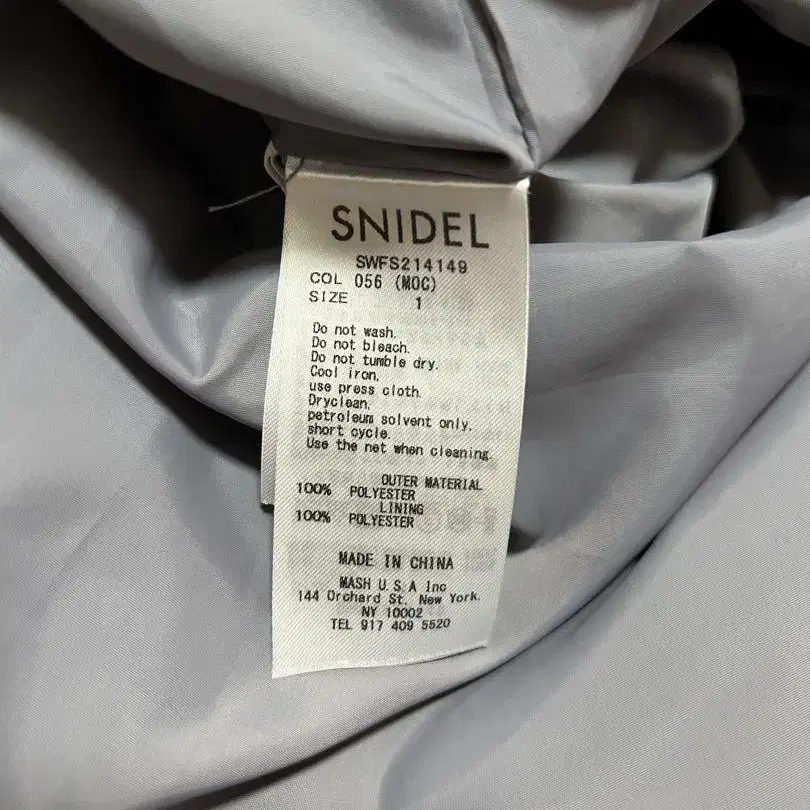 SNIDEL
SWFS214149
COL 056 (MOC)
SIZE 1
Do not wash.
Do not bleach.
Do not tumble dry.
Cool iron,
use press cloth.
Dryclean,
petroleum solvent only,
short cycle.
Use the net when cleaning.
OUTER MATERIAL
100% POLYESTER
LINING
100% POLYESTER
MADE IN CHINA
MASH U.S.A Inc
144 Orchard St. New York.
NY 10002
TEL 917 409 5520